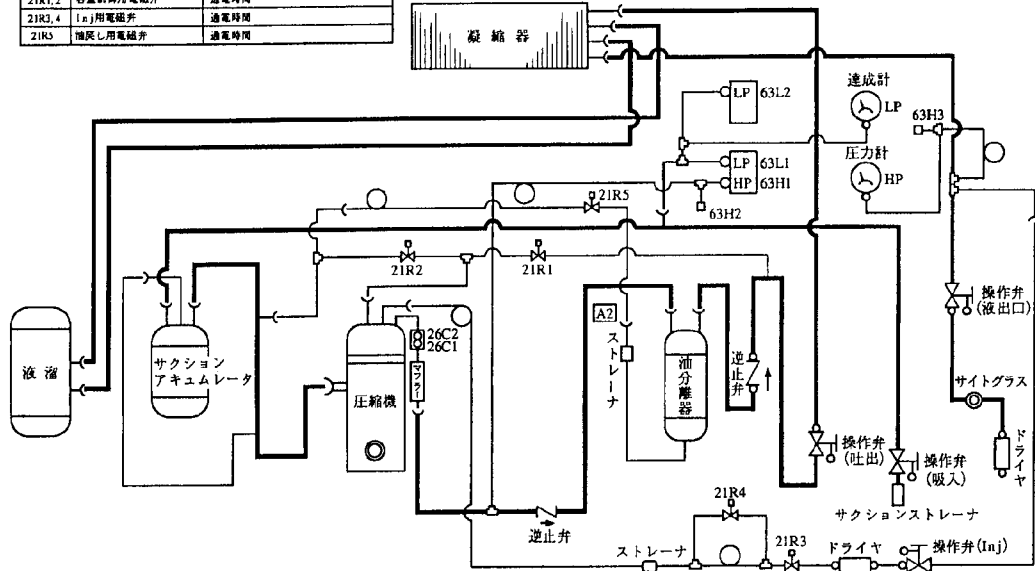 21R1,2 容量制御用電磁弁 通電時間
21R3,4 Inj用電磁弁 通電時間
21R5 油戻し用電磁弁 通電時間
凝縮器
LP 63L2
達成計
LP
63H3
圧力計
HP
LP 63L1
HP 63H1
63H2
21R5
21R2
21R1
操作弁
(液出口)
A2
26C2
26C1
マフラー
ストレーナ
油分離器
逆止弁
液溜
サクション
アキュムレータ
圧縮機
サイトグラス
ドライヤ
操作弁
(吐出)
操作弁
(吸入)
サクションストレーナ
逆止弁
21R4
21R3
ストレーナ
ドライヤ
操作弁(Inj)